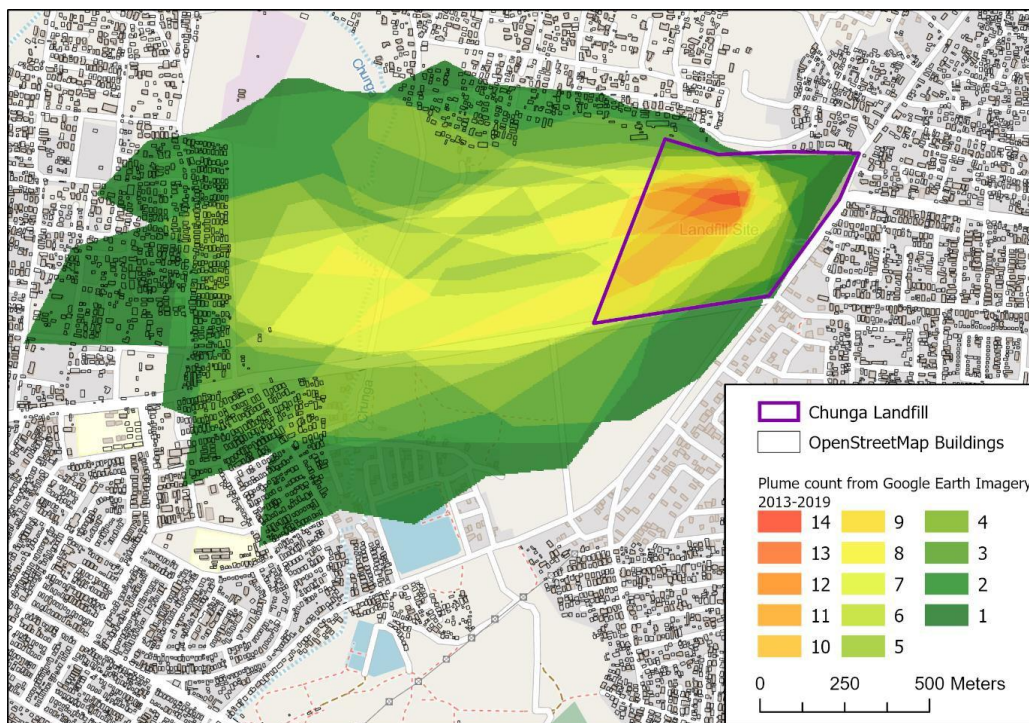 Chunga
Landfill Site
Chunga
Chunga
Chunga Landfill
OpenStreetMap Buildings
Plume count from Google Earth Imagery
2013-2019
14 9 4
13 8 3
12 7 2
11 6 1
10 5
0 250 500 Meters